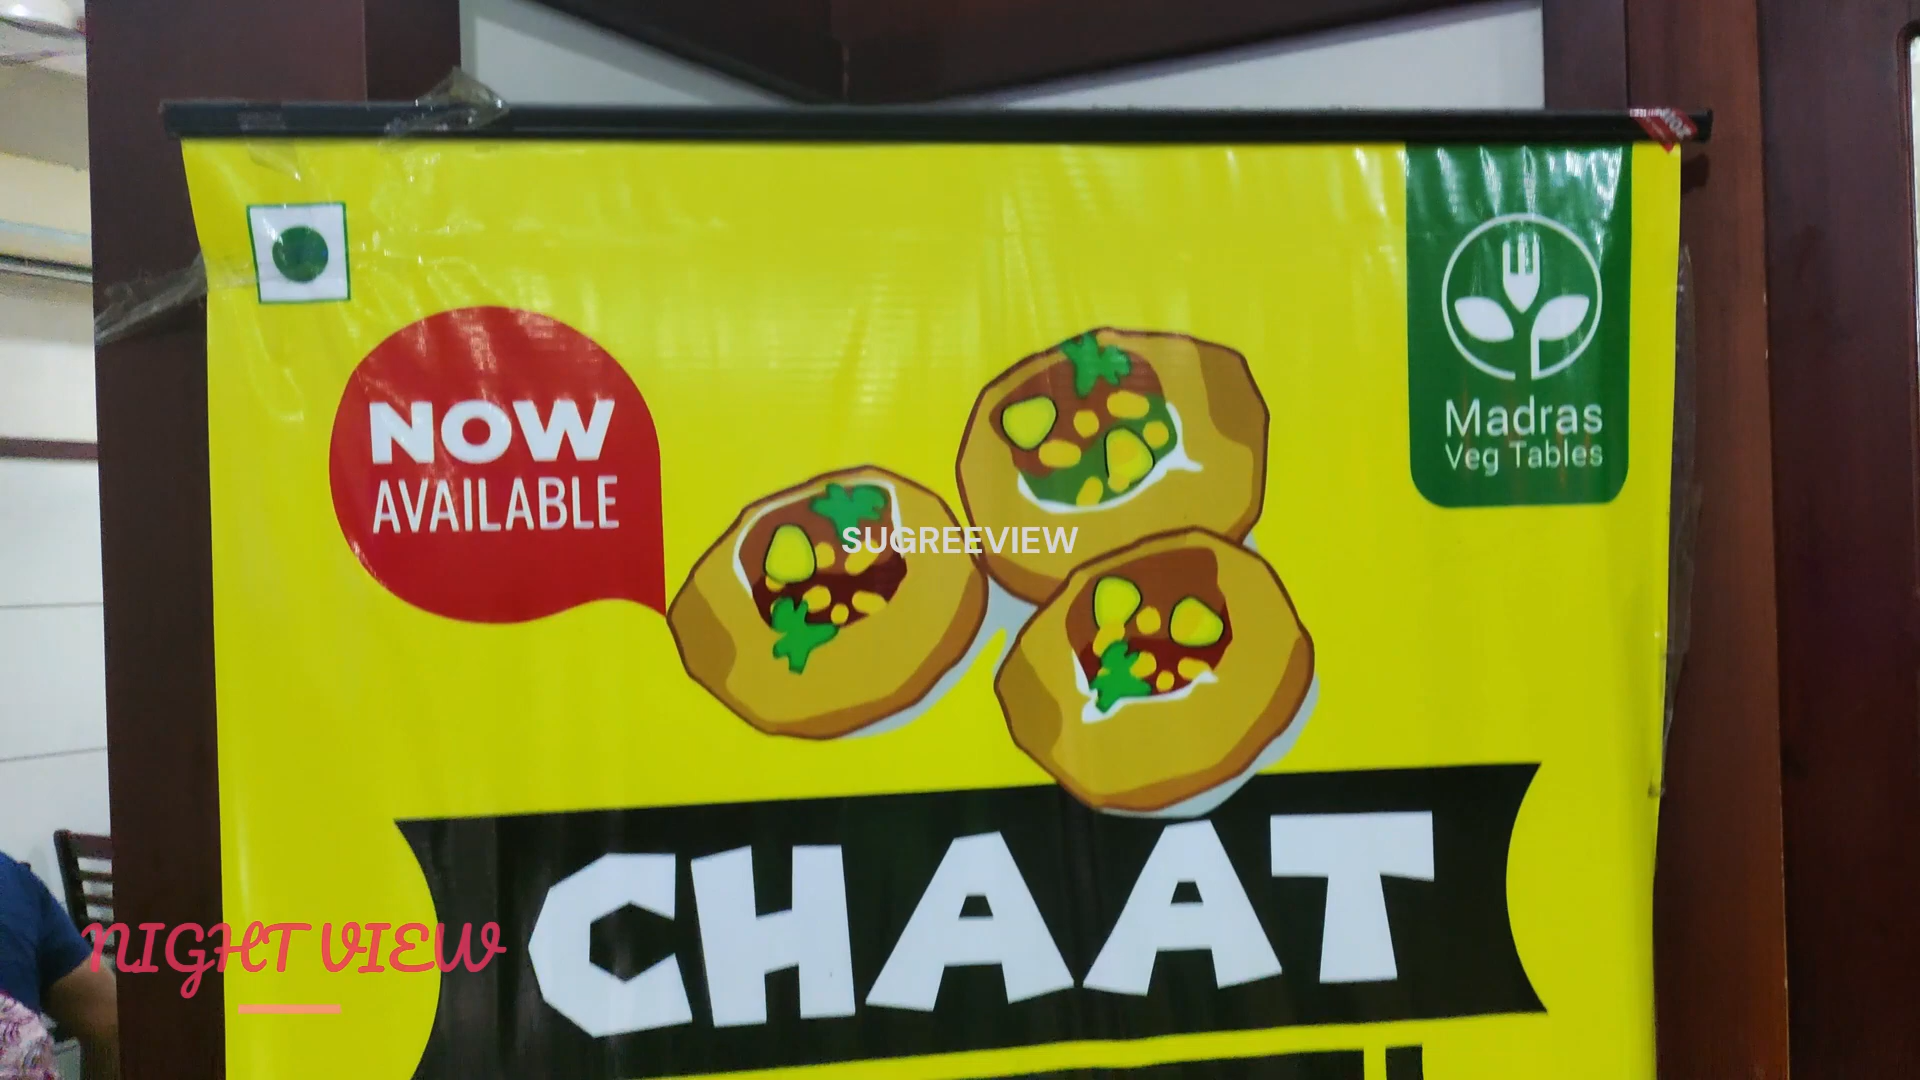 NOW
AVAILABLE
Madras
Veg Tables
SUGREEVIEW
CHAAT
NIGHT VIEW